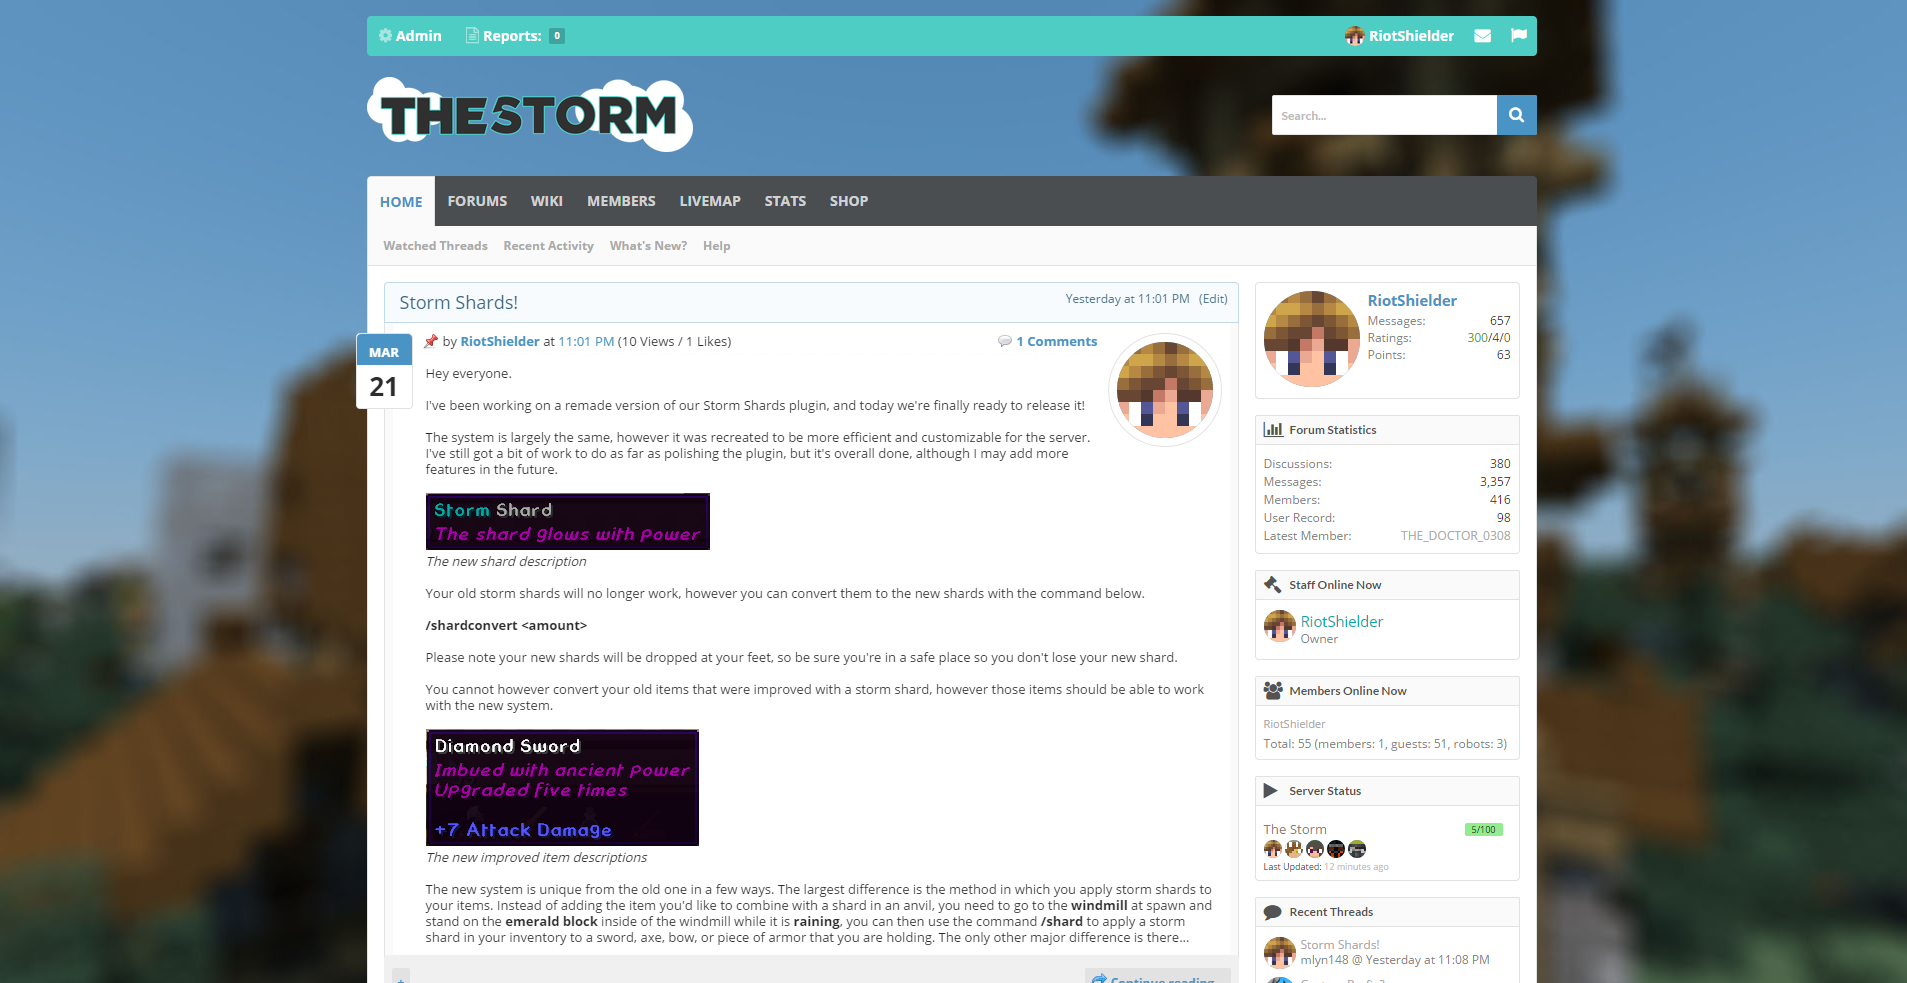 Admin
Reports: 0
RiotShielder
THESTORM
Search...
HOME FORUMS WIKI MEMBERS LIVEMAP STATS SHOP
Watched Threads Recent Activity What's New? Help
Storm Shards!
Yesterday at 11:01 PM (Edit)
MAR
21
by RiotShielder at 11:01 PM (10 Views / 1 Likes)
1 Comments
Hey everyone.
I've been working on a remade version of our Storm Shards plugin, and today we're finally ready to release it!
The system is largely the same, however it was recreated to be more efficient and customizable for the server.
I've still got a bit of work to do as far as polishing the plugin, but it's overall done, although I may add more
features in the future.
Storm Shard
The shard glows with power
The new shard description
Your old storm shards will no longer work, however you can convert them to the new shards with the command below.
/shardconvert <amount>
Please note your new shards will be dropped at your feet, so be sure you're in a safe place so you don't lose your new shard.
You cannot however convert your old items that were improved with a storm shard, however those items should be able to work
with the new system.
Diamond Sword
Imbued with ancient power
Upgraded five times
+7 Attack Damage
The new improved item descriptions
The new system is unique from the old one in a few ways. The largest difference is the method in which you apply storm shards to
your items. Instead of adding the item you'd like to combine with a shard in an anvil, you need to go to the windmill at spawn and
stand on the emerald block inside of the windmill while it is raining, you can then use the command /shard to apply a storm
shard in your inventory to a sword, axe, bow, or piece of armor that you are holding. The only other major difference is there...
+
Continue reading
RiotShielder
Messages: 657
Ratings: 300/4/0
Points: 63
Forum Statistics
Discussions: 380
Messages: 3,357
Members: 416
User Record: 98
Latest Member: THE_DOCTOR_0308
Staff Online Now
RiotShielder
Owner
Members Online Now
RiotShielder
Total: 55 (members: 1, guests: 51, robots: 3)
Server Status
The Storm 5/100
Last Updated: 12 minutes ago
Recent Threads
Storm Shards!
mlyn148 @ Yesterday at 11:08 PM